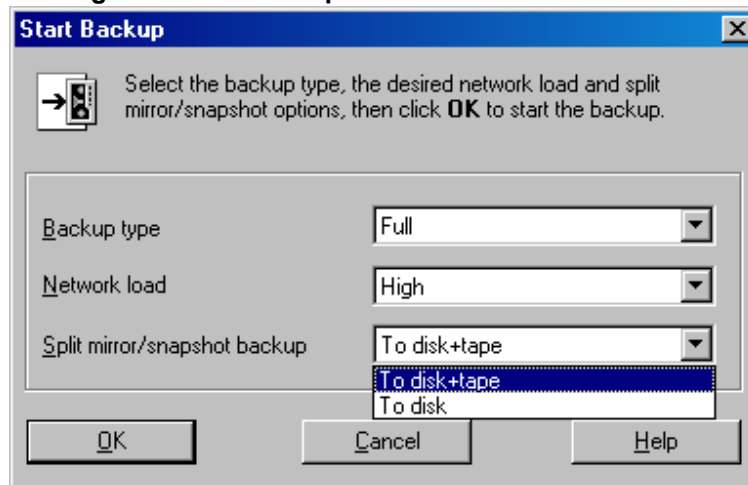 Start Backup
Select the backup type, the desired network load and split
mirror/snapshot options, then click OK to start the backup.
Backup type Full
Network load High
Split mirror/snapshot backup To disk+tape
To disk+tape
To disk
OK Cancel Help